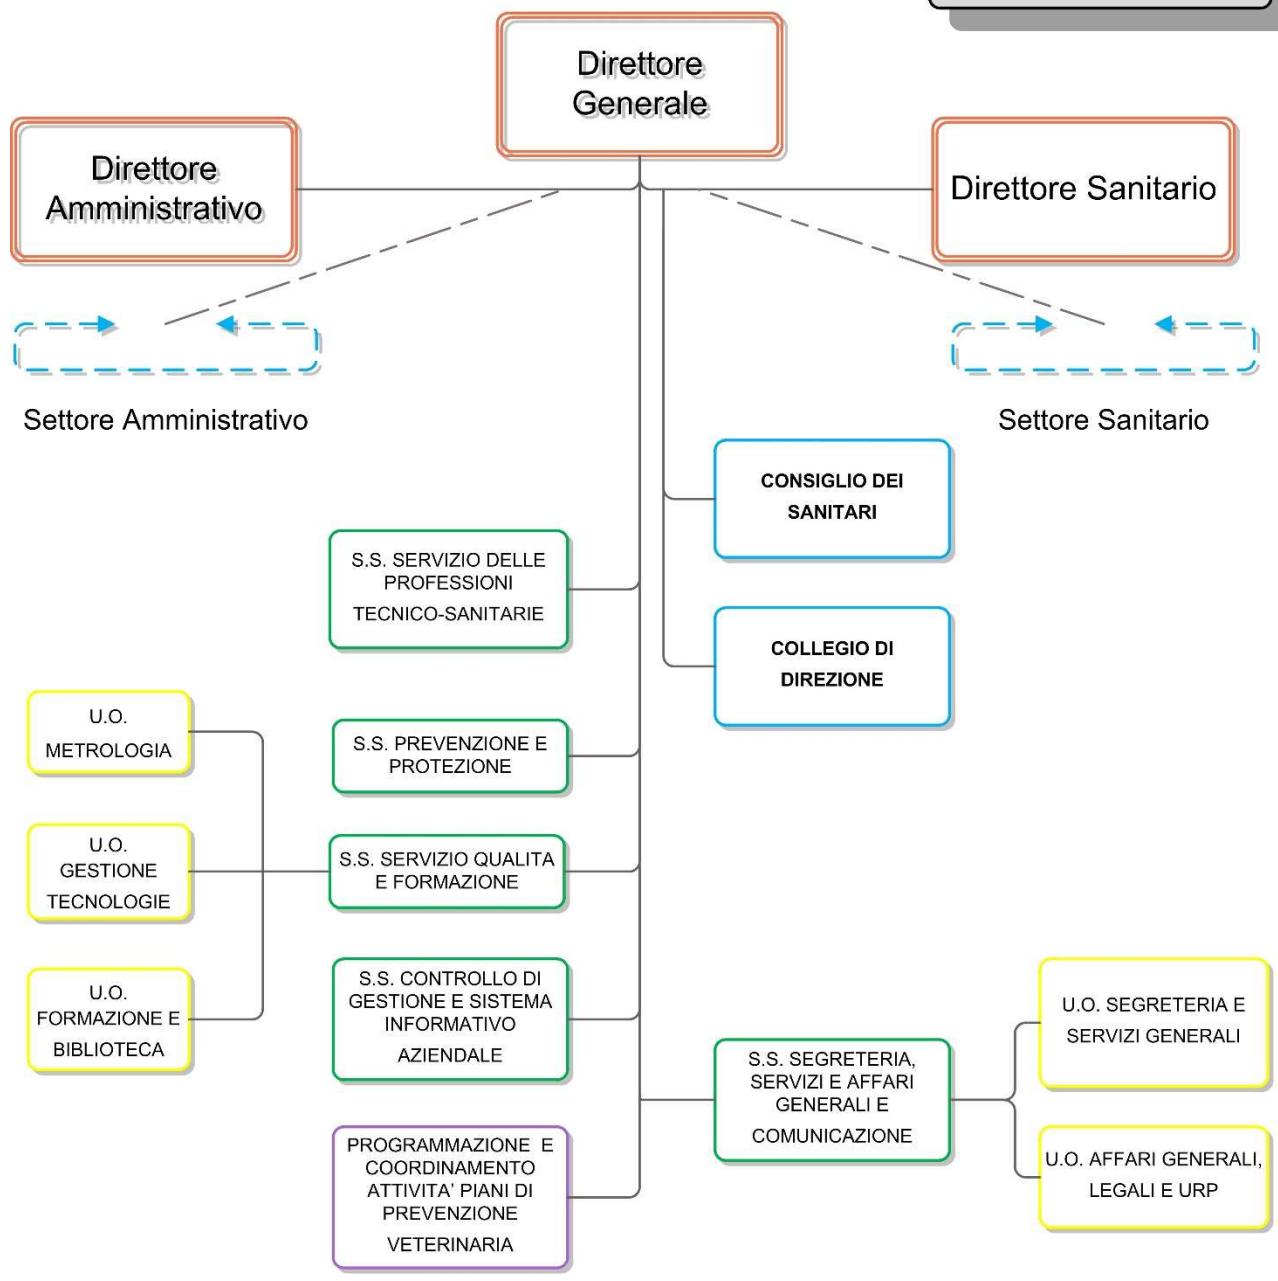 Direttore
Generale
Direttore
Amministrativo
Direttore Sanitario
Settore Amministrativo
Settore Sanitario
CONSIGLIO DEI
SANITARI
S.S. SERVIZIO DELLE
PROFESSIONI
TECNICO-SANITARIE
COLLEGIO DI
DIREZIONE
U.O.
METROLOGIA
S.S. PREVENZIONE E
PROTEZIONE
U.O.
GESTIONE
TECNOLOGIE
S.S. SERVIZIO QUALITA
E FORMAZIONE
U.O.
FORMAZIONE E
BIBLIOTECA
S.S. CONTROLLO DI
GESTIONE E SISTEMA
INFORMATIVO
AZIENDALE
S.S. SEGRETERIA,
SERVIZI E AFFARI
GENERALI E
COMUNICAZIONE
U.O. SEGRETERIA E
SERVIZI GENERALI
PROGRAMMAZIONE E
COORDINAMENTO
ATTIVITA’ PIANI DI
PREVENZIONE
VETERINARIA
U.O. AFFARI GENERALI,
LEGALI E URP